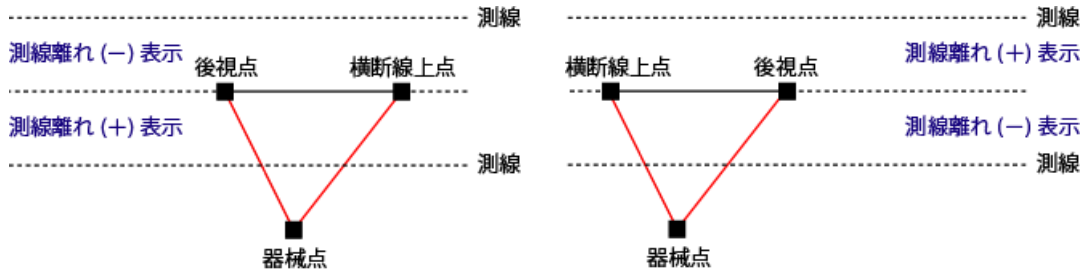 測線
測線離れ (－) 表示
後視点
横断線上点
測線離れ (＋) 表示
測線
器械点
測線
測線離れ (＋) 表示
横断線上点
後視点
測線離れ (－) 表示
測線
器械点